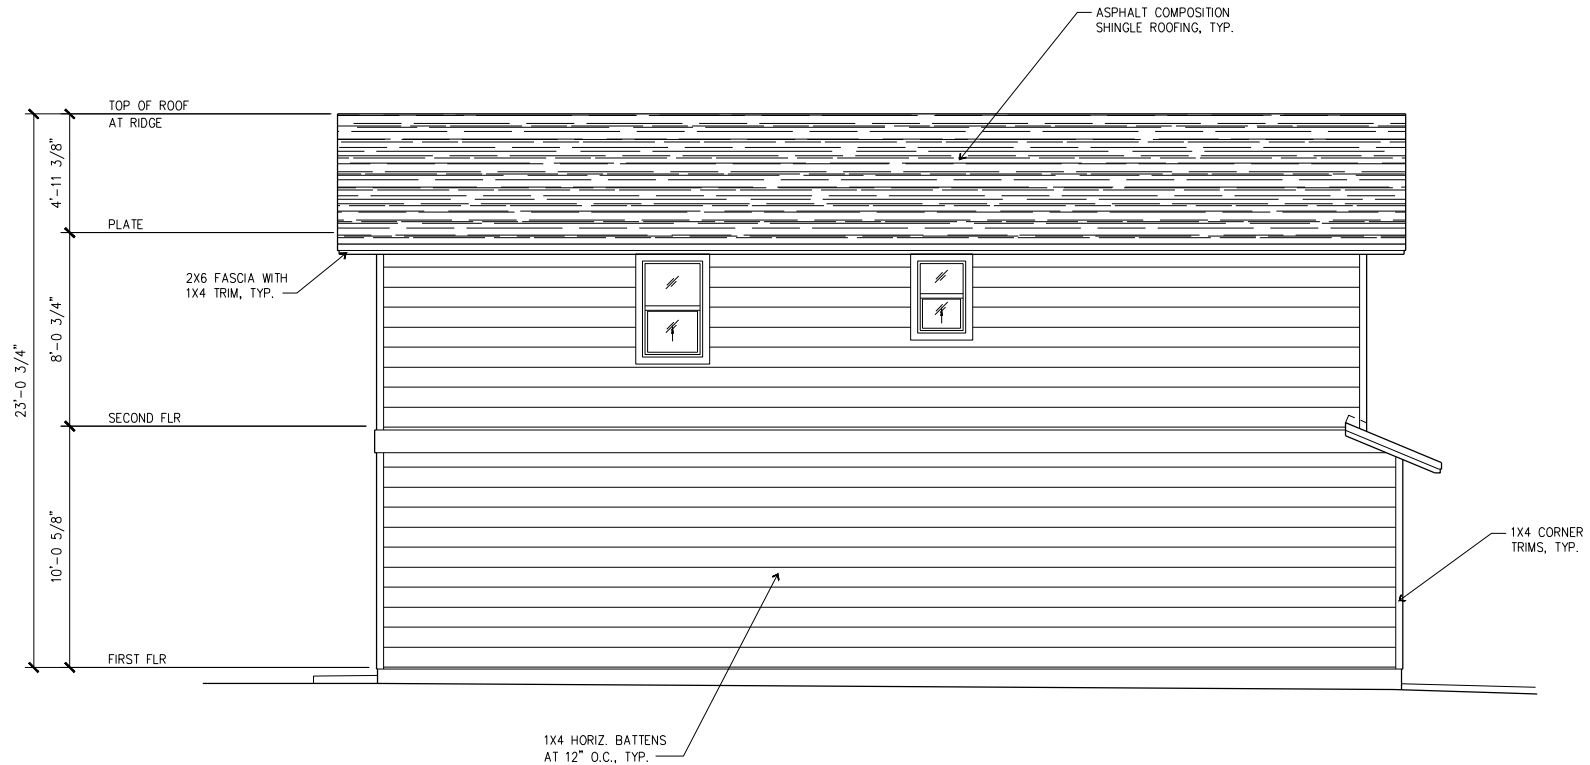 ASPHALT COMPOSITION
SHINGLE ROOFING, TYP.
TOP OF ROOF
AT RIDGE
4'-11 3/8"
PLATE
2X6 FASCIA WITH
1X4 TRIM, TYP.
8'-0 3/4"
23'-0 3/4"
SECOND FLR
10'-0 5/8"
1X4 CORNER
TRIMS, TYP.
FIRST FLR
1X4 HORIZ. BATTENS
AT 12" O.C., TYP.